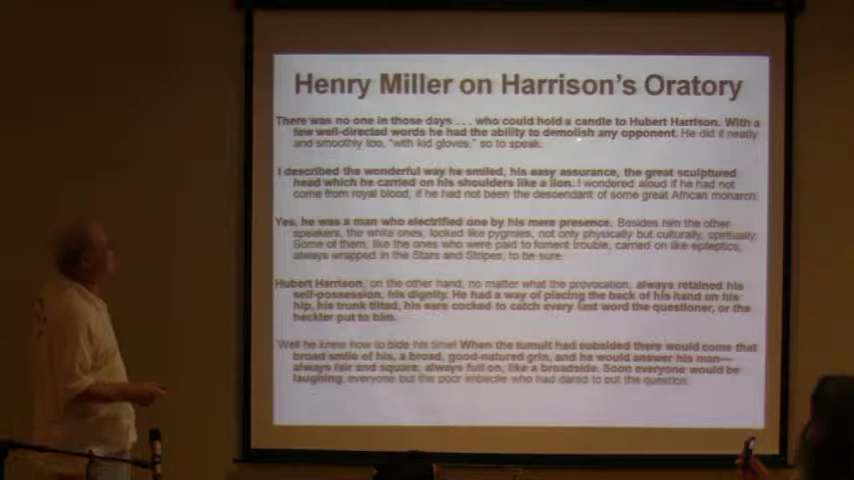 Henry Miller on Harrison's Oratory
There was no one in those days . . . who could hold a candle to Hubert Harrison. With a
few well-directed words he had the ability to demolish any opponent. He did it neatly
and smoothly too, "with kid gloves," so to speak.
I described the wonderful way he smiled, his easy assurance, the great sculptured
head which he carried on his shoulders like a lion. I wondered aloud if he had not
come from royal blood, if he had not been the descendant of some great African monarch.
Yes, he was a man who electrified one by his mere presence. Besides him the other
speakers, the white ones, looked like pygmies, not only physically but culturally, spiritually.
Some of them, like the ones who were paid to foment trouble, carried on like epileptics,
always wrapped in the Stars and Stripes, to be sure.
Hubert Harrison, on the other hand, no matter what the provocation, always retained his
self-possession, his dignity. He had a way of placing the back of his hand on his
hip, his trunk tilted, his ears cocked to catch every last word the questioner, or the
heckler put to him.
Well he knew how to bide his time! When the tumult had subsided there would come that
broad smile of his, a broad, good-natured grin, and he would answer his man—
always fair and square, always full on, like a broadside. Soon everyone would be
laughing, everyone but the poor imbecile who had dared to put the question.